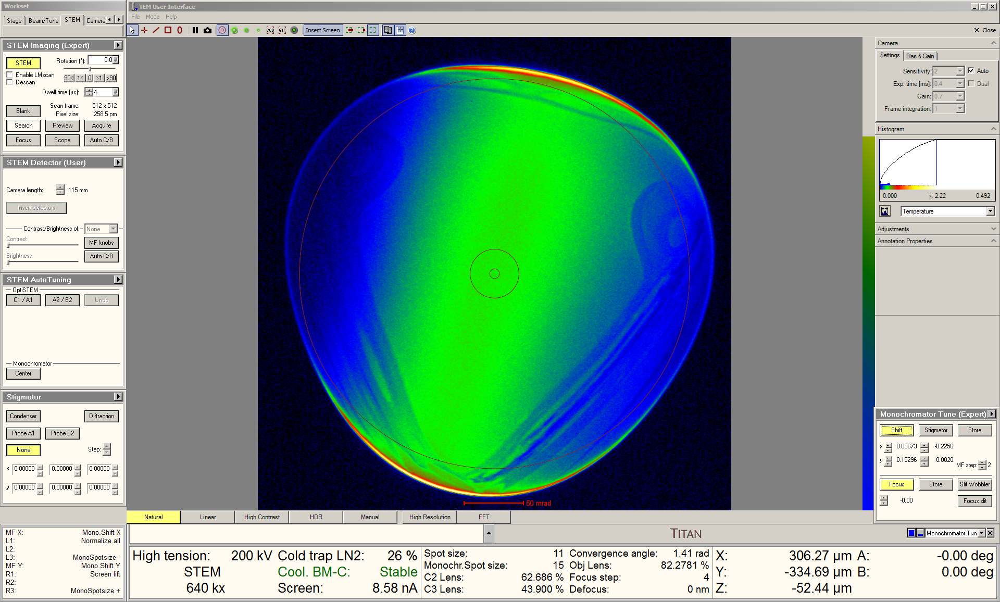 Workset
TEM User Interface
Stage Beam/Tune STEM Camera
File Mode Help
CCD GIF Insert Screen Close
STEM Imaging (Expert)
STEM Rotation (°): 0.0
Enable LMscan
Descan 90< 1< 0 >1 >90
Dwell time [µs]: 4
Scan frame: 512 x 512
Blank Pixel size: 258.5 pm
Search Preview Acquire
Focus Scope Auto C/B
STEM Detector (User)
Camera length: 115 mm
Insert detectors
Contrast/Brightness of: None
Contrast MF knobs
Brightness Auto C/B
STEM AutoTuning
OptiSTEM
C1 / A1 A2 / B2 Undo
Monochromator
Center
Stigmator
Condenser Diffraction
Probe A1 Probe B2
None Step:
x 0.00000 0.00000 0.00000
y 0.00000 0.00000 0.00000
50 mrad
Natural Linear High Contrast HDR Manual High Resolution FFT
Camera
Settings Bias & Gain
Sensitivity: 2 Auto
Exp. time [ms]: 0.4 Dual
Gain: 0.7
Frame integration: 1
Histogram
0.000 γ: 2.22 0.492
Temperature
Adjustments
Annotation Properties
Monochromator Tune (Expert)
Shift Stigmator Store
x 0.03673 -0.2256
y 0.15296 0.0020 MF step: 2
Focus Store Slit Wobbler
-0.00 Focus slit
TITAN
Monochromator Tun
MF X: Mono.Shift X
L1: Normalize all
L2:
L3: MonoSpotsize -
MF Y: Mono.Shift Y
R1: Screen lift
R2:
R3: MonoSpotsize +
High tension: 200 kV Cold trap LN2: 26 %
STEM Cool. BM-C: Stable
640 kx Screen: 8.58 nA
Spot size: 11 Convergence angle: 1.41 rad
Monochr.Spot size: 15 Obj Lens: 82.2781 %
C2 Lens: 62.686 % Focus step: 4
C3 Lens: 43.900 % Defocus: 0 nm
X: 306.27 µm A: -0.00 deg
Y: -334.69 µm B: 0.00 deg
Z: -52.44 µm